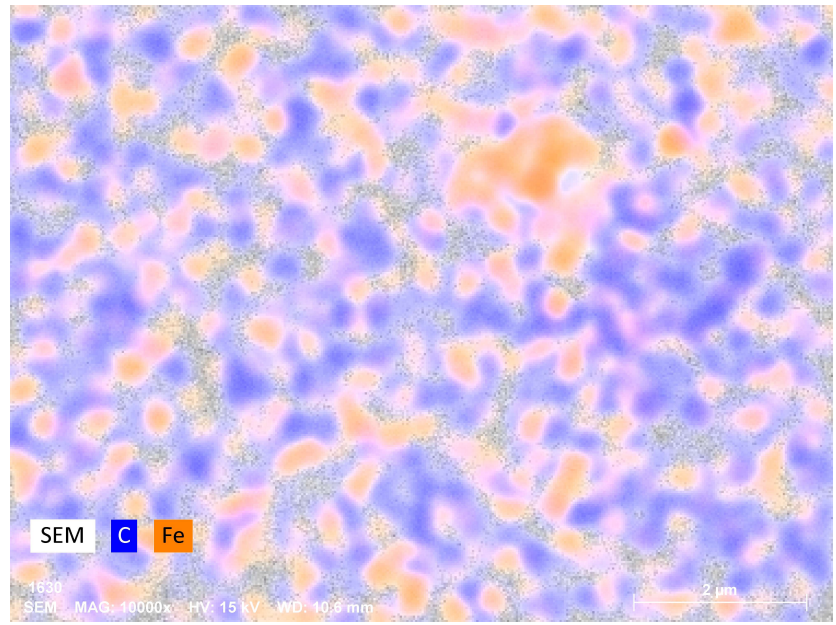 SEM C Fe
1630
2 µm
SEM MAG: 10000x HV: 15 kV WD: 10.6 mm